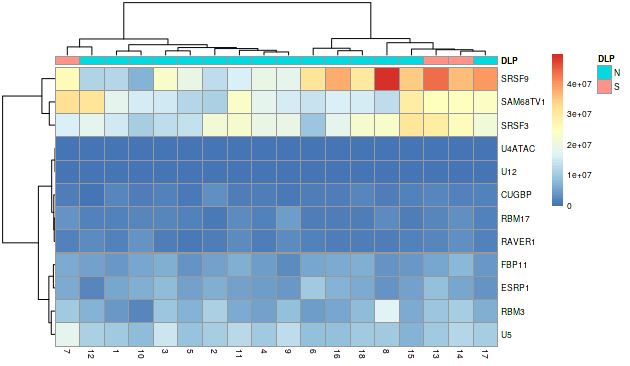 DLP
DLP
SRSF9
N
SAM68TV1
4e+07
S
3e+07
SRSF3
2e+07
U4ATAC
1e+07
U12
0
CUGBP
RBM17
RAVER1
FBP11
ESRP1
RBM3
U5
7 12 1 10 3 5 2 11 4 9 6 16 18 8 15 13 14 17